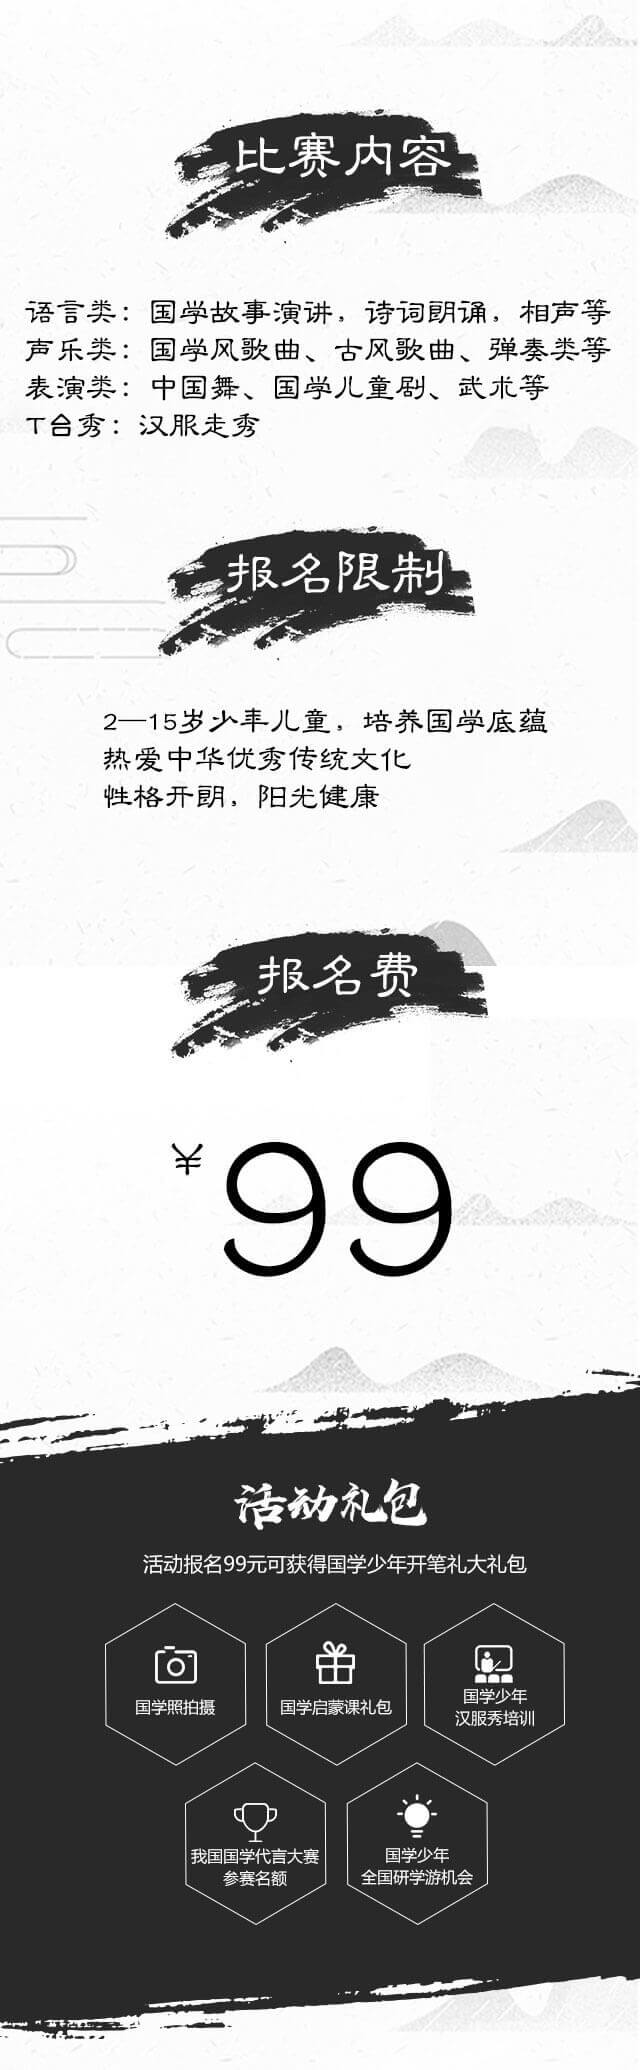 比赛内容
语言类：国学故事演讲，诗词朗诵，相声等
声乐类：国学风歌曲、古风歌曲、弹奏类等
表演类：中国舞、国学儿童剧、武术等
T台秀：汉服走秀
报名限制
2—15岁少年儿童，培养国学底蕴
热爱中华优秀传统文化
性格开朗，阳光健康
报名费
¥99
活动礼包
活动报名99元可获得国学少年开笔礼大礼包
国学照拍摄
国学启蒙课礼包
国学少年
汉服秀培训
我国国学代言大赛
参赛名额
国学少年
全国研学游机会